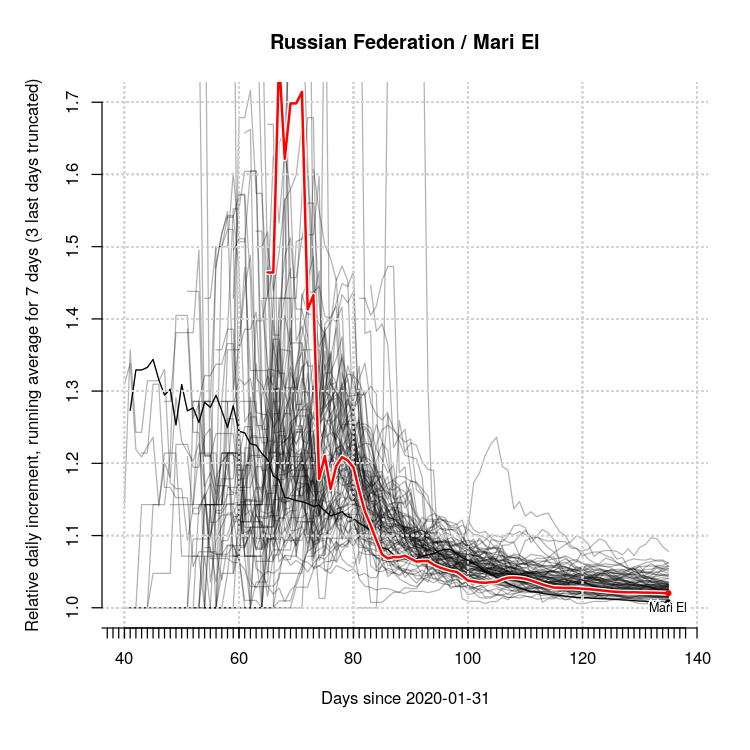 Russian Federation / Mari El
Relative daily increment, running average for 7 days (3 last days truncated)
1.7
1.6
1.5
1.4
1.3
1.2
1.1
1.0
Mari El
40 60 80 100 120 140
Days since 2020-01-31